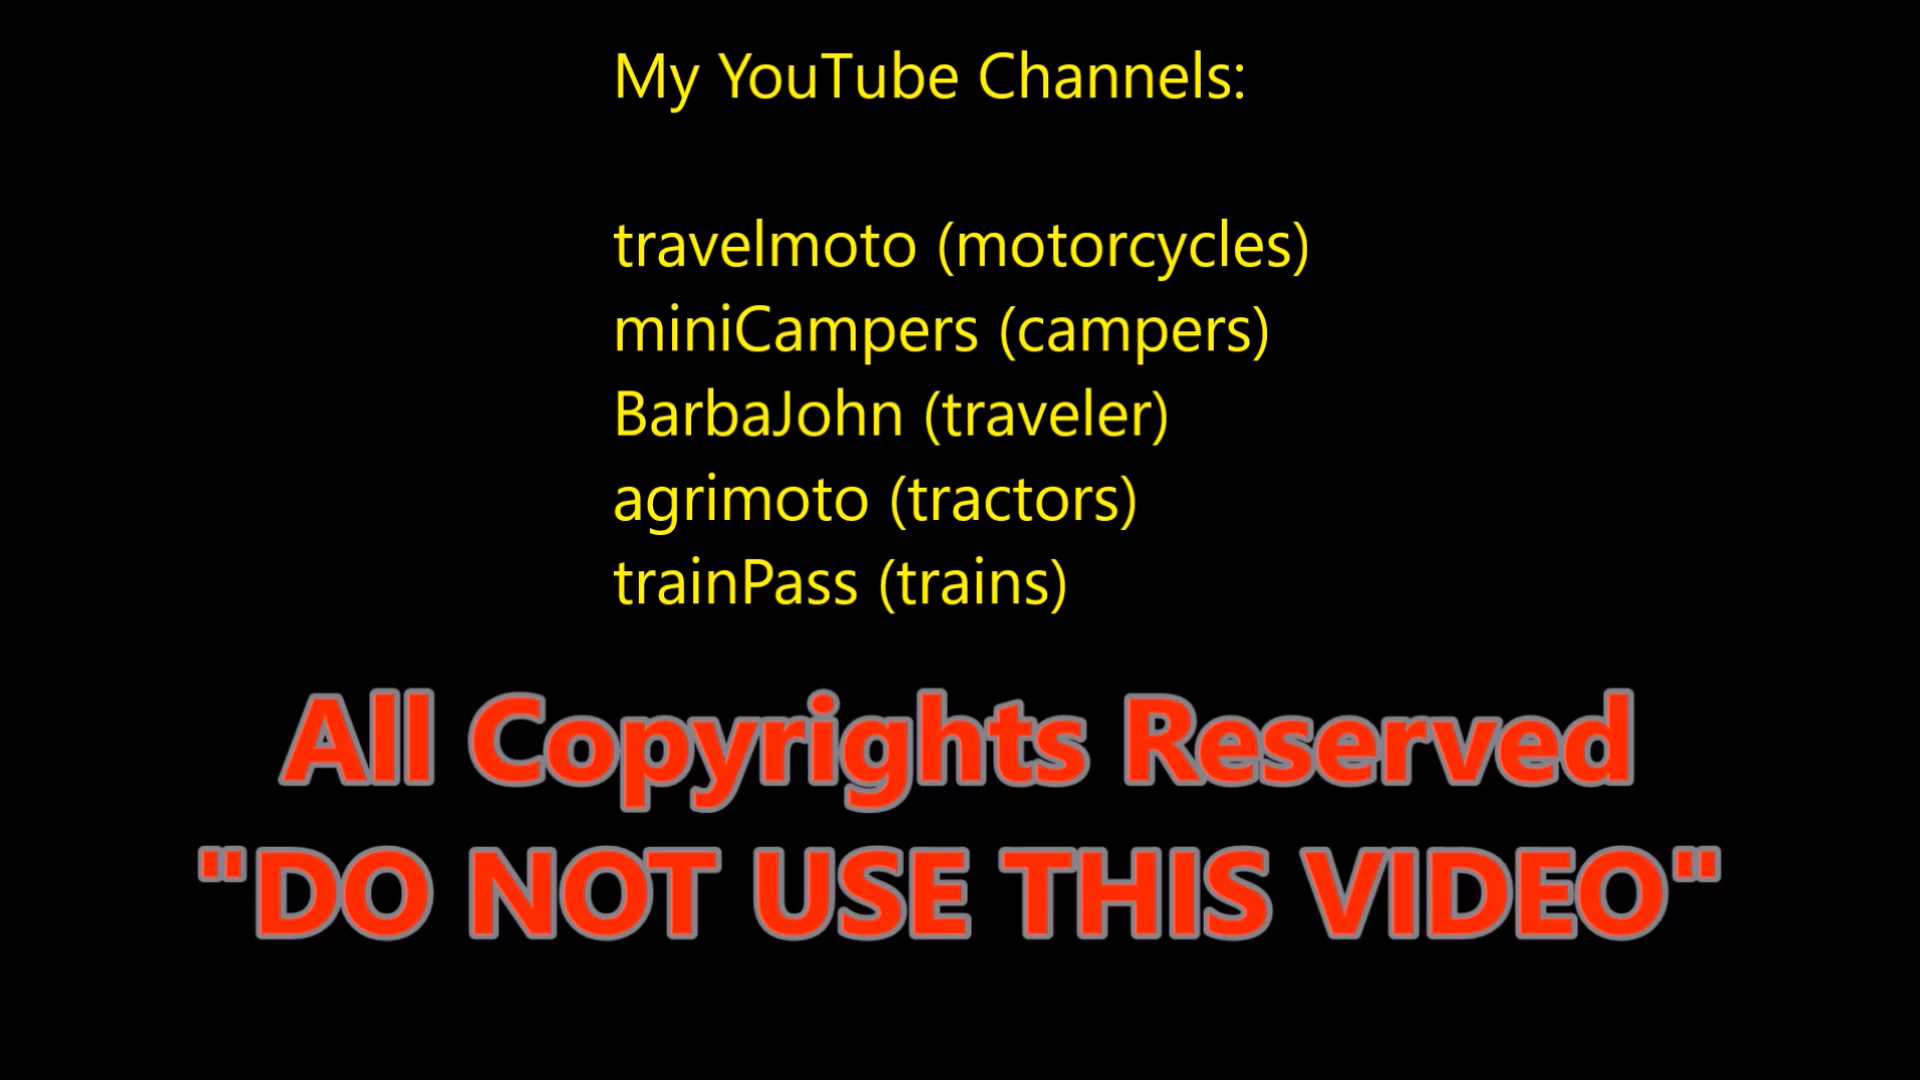 My YouTube Channels:
travelmoto (motorcycles)
miniCampers (campers)
BarbaJohn (traveler)
agrimoto (tractors)
trainPass (trains)
All Copyrights Reserved
"DO NOT USE THIS VIDEO"